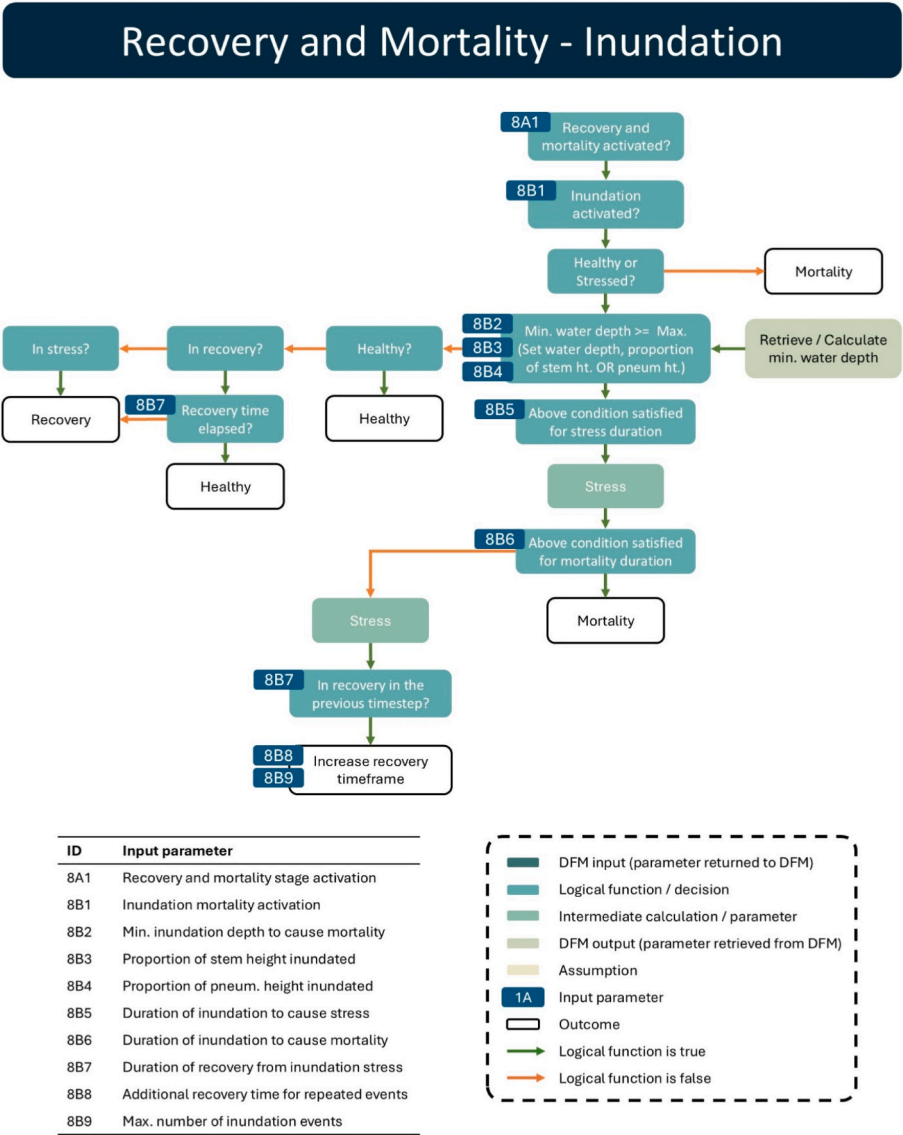 Recovery and Mortality - Inundation
8A1
Recovery and
mortality activated?
8B1
Inundation
activated?
Healthy or
Stressed?
Mortality
8B2
8B3
8B4
Min. water depth >= Max.
(Set water depth, proportion
of stem ht. OR pneum ht.)
Retrieve / Calculate
min. water depth
Healthy?
In recovery?
In stress?
Healthy
8B7
Recovery time
elapsed?
Recovery
Healthy
8B5
Above condition satisfied
for stress duration
Stress
8B6
Above condition satisfied
for mortality duration
Mortality
Stress
8B7
In recovery in the
previous timestep?
8B8
8B9
Increase recovery
timeframe
ID Input parameter
8A1 Recovery and mortality stage activation
8B1 Inundation mortality activation
8B2 Min. inundation depth to cause mortality
8B3 Proportion of stem height inundated
8B4 Proportion of pneum. height inundated
8B5 Duration of inundation to cause stress
8B6 Duration of inundation to cause mortality
8B7 Duration of recovery from inundation stress
8B8 Additional recovery time for repeated events
8B9 Max. number of inundation events
DFM input (parameter returned to DFM)
Logical function / decision
Intermediate calculation / parameter
DFM output (parameter retrieved from DFM)
Assumption
1A Input parameter
Outcome
Logical function is true
Logical function is false